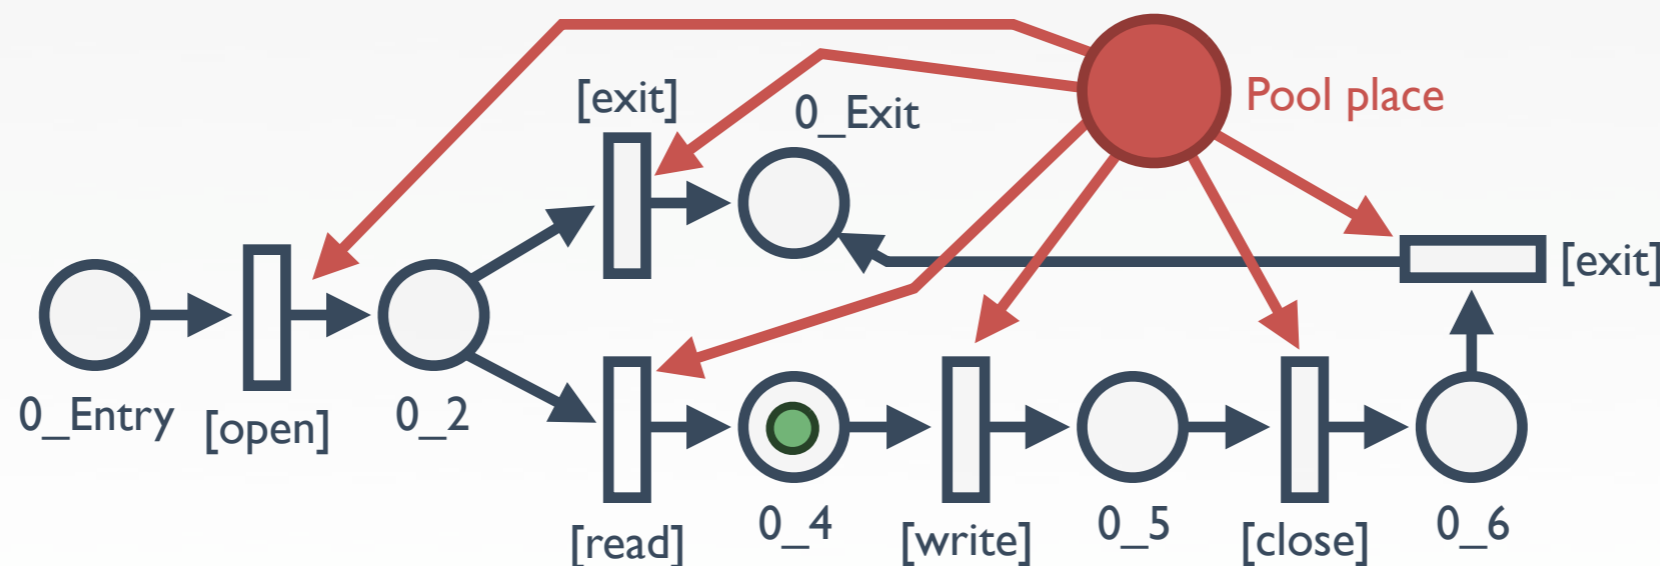 [exit]
0_Exit
Pool place
[exit]
0_Entry
[open]
0_2
[read]
0_4
[write]
0_5
[close]
0_6